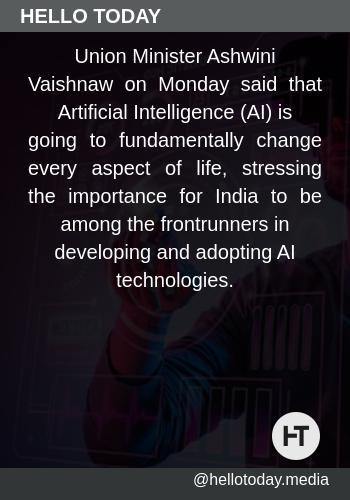 HELLO TODAY
Union Minister Ashwini
Vaishnaw on Monday said that
Artificial Intelligence (AI) is
going to fundamentally change
every aspect of life, stressing
the importance for India to be
among the frontrunners in
developing and adopting AI
technologies.
HT
@hellotoday.media